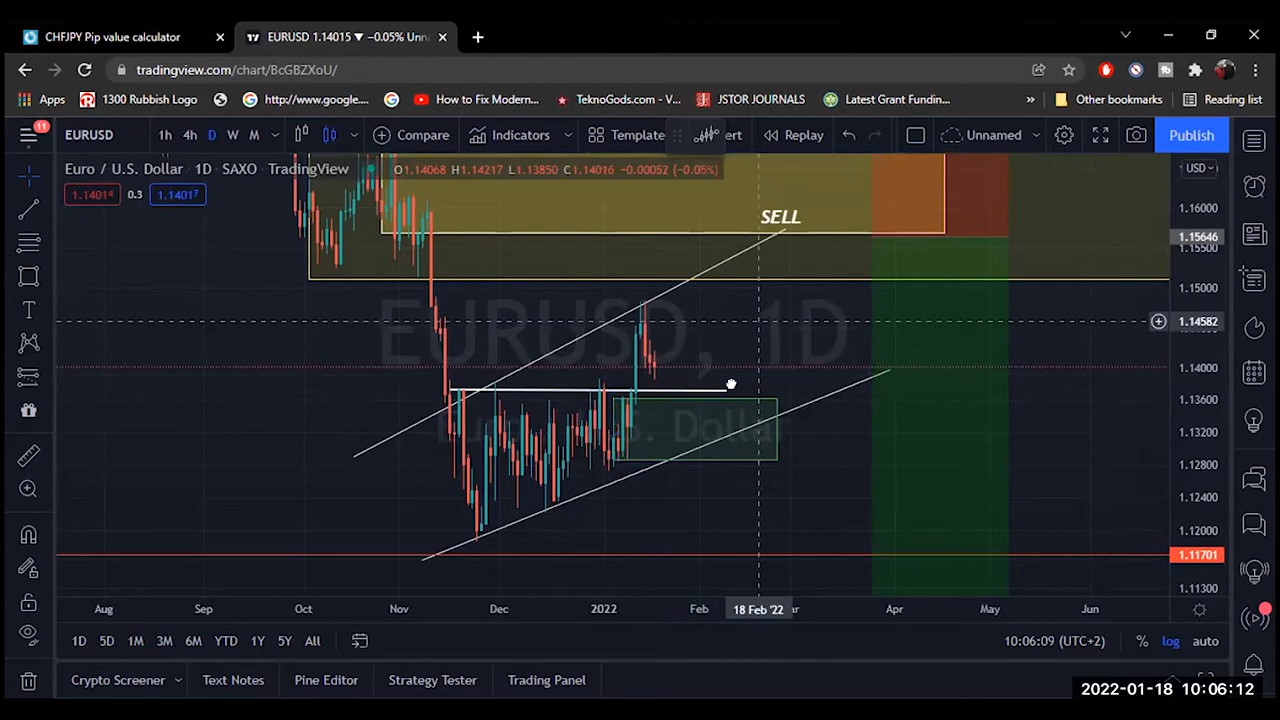 CHFJPY Pip value calculator
EURUSD 1.14015 ▼ −0.05% Unn
tradingview.com/chart/BcGBZXoU/
Apps 1300 Rubbish Logo http://www.google.... How to Fix Modern... TeknoGods.com - V... JSTOR JOURNALS Latest Grant Fundin... » Other bookmarks Reading list
11 EURUSD 1h 4h D W M Compare Indicators Template ert Replay Unnamed Publish
Euro / U.S. Dollar · 1D · SAXO · TradingView O1.14068 H1.14217 L1.13850 C1.14016 −0.00052 (−0.05%) USD
1.14014 0.3 1.14017
1.16000
SELL
1.15646
1.15500
1.15000
1.14582
EURUSD, 1D
1.14000
1.13600
Euro / U.S. Dollar
1.13200
1.12800
1.12400
1.12000
1.11701
1.11300
Aug Sep Oct Nov Dec 2022 Feb 18 Feb '22 Apr May Jun
1D 5D 1M 3M 6M YTD 1Y 5Y All 10:06:09 (UTC+2) % log auto
Crypto Screener Text Notes Pine Editor Strategy Tester Trading Panel
2022-01-18 10:06:12